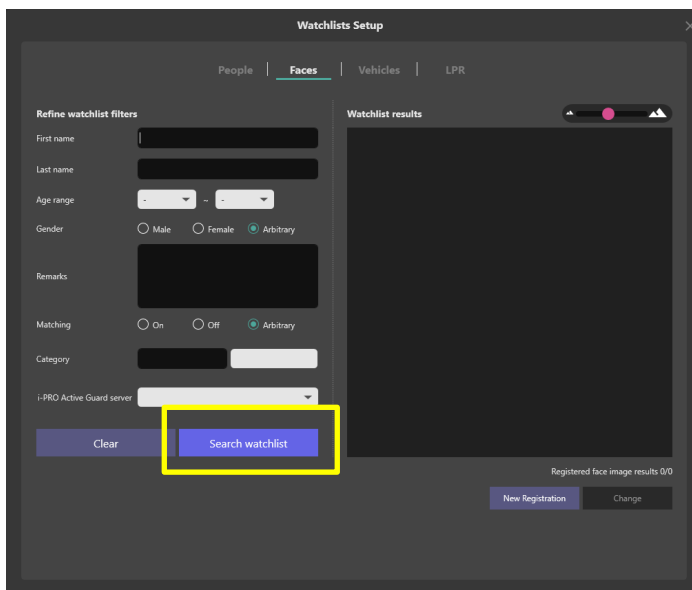 Watchlists Setup
People Faces Vehicles LPR
Refine watchlist filters
First name
Last name
Age range - ~ -
Gender Male Female Arbitrary
Remarks
Matching On Off Arbitrary
Category
i-PRO Active Guard server
Clear Search watchlist
Watchlist results
Registered face image results 0/0
New Registration Change